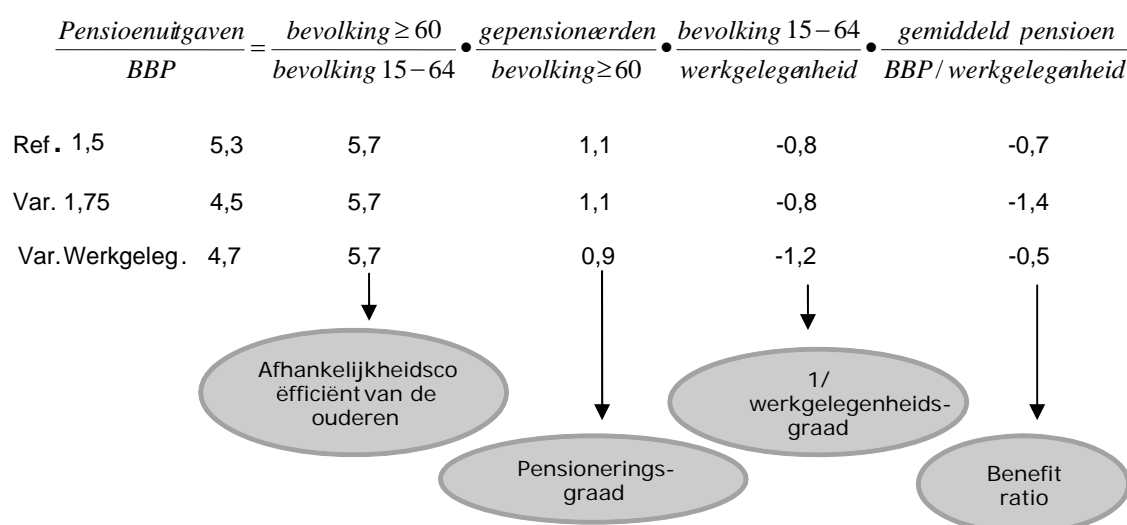 Pensioenuitgaven / BBP = bevolking ≥ 60 / bevolking 15 − 64 • gepensioneerden / bevolking ≥ 60 • bevolking 15 − 64 / werkgelegenheid • gemiddeld pensioen / BBP / werkgelegenheid
Ref. 1,5 5,3 5,7 1,1 -0,8 -0,7
Var. 1,75 4,5 5,7 1,1 -0,8 -1,4
Var. Werkgeleg. 4,7 5,7 0,9 -1,2 -0,5
Afhankelijkheidsco
ëfficiënt van de
ouderen
Pensionerings-
graad
1/
werkgelegenheids-
graad
Benefit
ratio